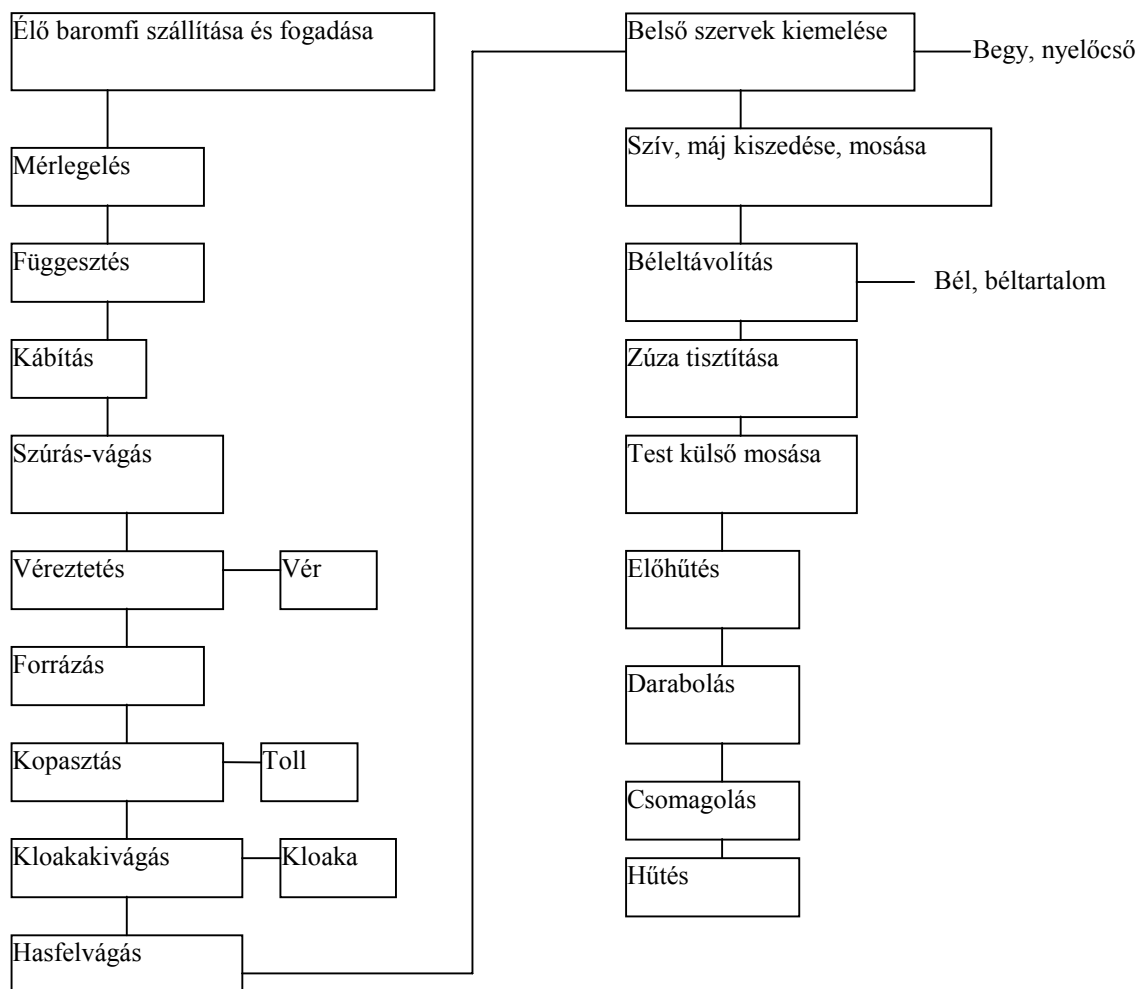 Élő baromfi szállítása és fogadása
Mérlegelés
Függesztés
Kábítás
Szúrás-vágás
Véreztetés
Vér
Forrázás
Kopasztás
Toll
Kloakakivágás
Kloaka
Hasfelvágás
Belső szervek kiemelése
Begy, nyelőcső
Szív, máj kiszedése, mosása
Béleltávolítás
Bél, béltartalom
Zúza tisztítása
Test külső mosása
Előhűtés
Darabolás
Csomagolás
Hűtés